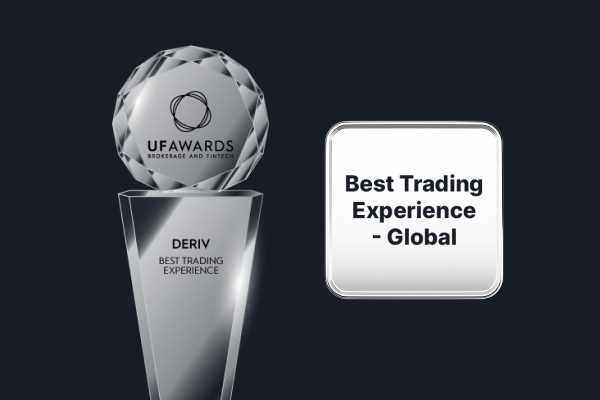 UFAWARDS
BROKERAGE AND FINTECH
DERIV
BEST TRADING
EXPERIENCE
Best Trading
Experience
- Global